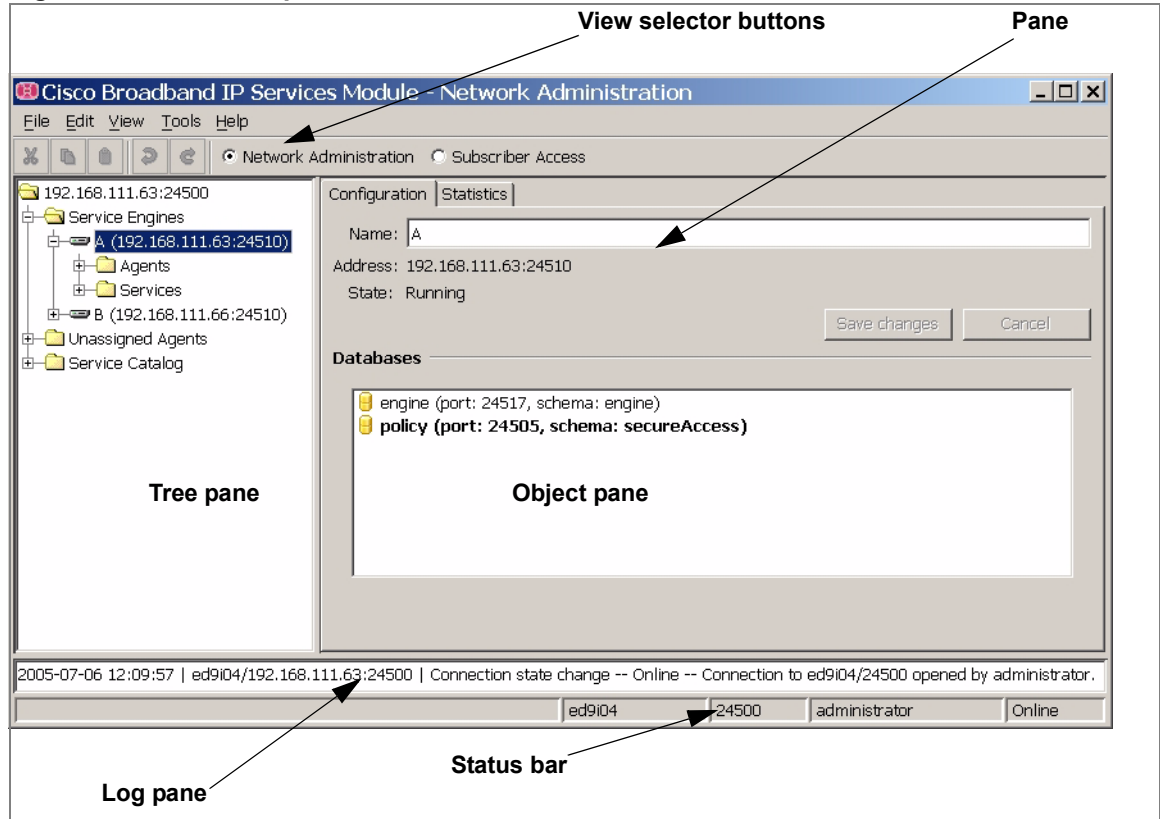 View selector buttons
Pane
Cisco Broadband IP Services Module - Network Administration
File Edit View Tools Help
Network Administration Subscriber Access
192.168.111.63:24500
Service Engines
A (192.168.111.63:24510)
Agents
Services
B (192.168.111.66:24510)
Unassigned Agents
Service Catalog
Tree pane
Configuration Statistics
Name: A
Address: 192.168.111.63:24510
State: Running
Save changes Cancel
Databases
engine (port: 24517, schema: engine)
policy (port: 24505, schema: secureAccess)
Object pane
2005-07-06 12:09:57 | ed9i04/192.168.111.63:24500 | Connection state change -- Online -- Connection to ed9i04/24500 opened by administrator.
ed9i04 24500 administrator Online
Status bar
Log pane